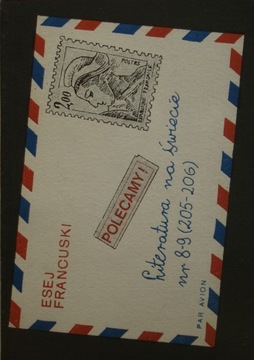 POSTES
2,00
Literatura na Świecie
nr 8-9 (205-206)
POLECAMY!
ESEJ
FRANCUSKI
PAR AVION